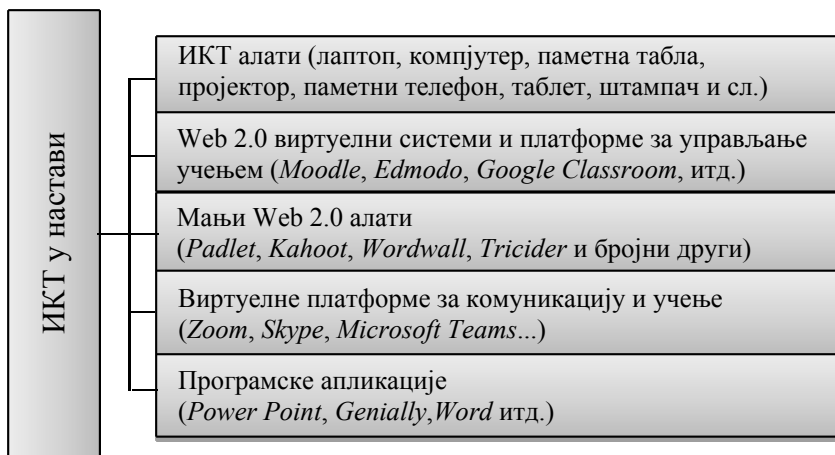 ИКТ у настави
ИКТ алати (лаптоп, компјутер, паметна табла,
пројектор, паметни телефон, таблет, штампач и сл.)
Web 2.0 виртуелни системи и платформе за управљање
учењем (Moodle, Edmodo, Google Classroom, итд.)
Мањи Web 2.0 алати
(Padlet, Kahoot, Wordwall, Tricider и бројни други)
Виртуелне платформе за комуникацију и учење
(Zoom, Skype, Microsoft Teams...)
Програмске апликације
(Power Point, Genially,Word итд.)